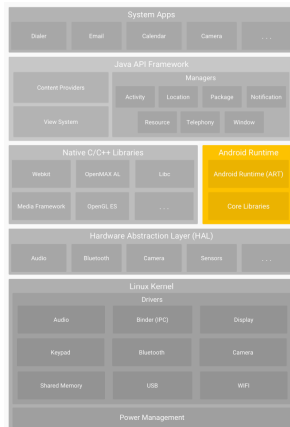 System Apps
Dialer
Email
Calendar
Camera
. . .
Java API Framework
Content Providers
View System
Managers
Activity
Location
Package
Notification
Resource
Telephony
Window
Native C/C++ Libraries
Webkit
OpenMAX AL
Libc
Media Framework
OpenGL ES
. . .
Android Runtime
Android Runtime (ART)
Core Libraries
Hardware Abstraction Layer (HAL)
Audio
Bluetooth
Camera
Sensors
. . .
Linux Kernel
Drivers
Audio
Binder (IPC)
Display
Keypad
Bluetooth
Camera
Shared Memory
USB
WIFI
Power Management